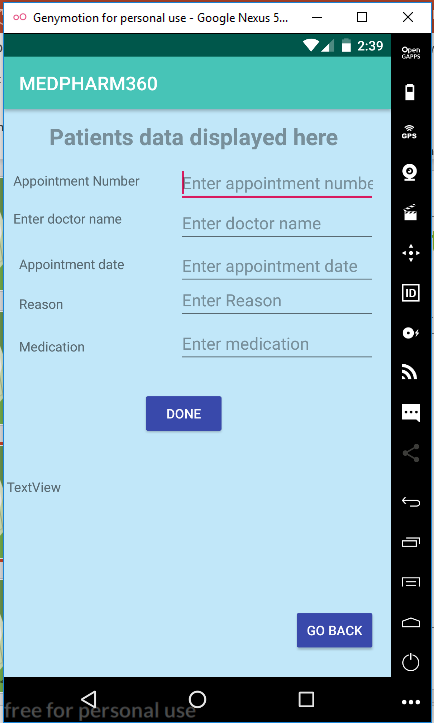 Genymotion for personal use - Google Nexus 5...
2:39
MEDPHARM360
Patients data displayed here
Appointment Number
Enter appointment numbe
Enter doctor name
Enter doctor name
Appointment date
Enter appointment date
Reason
Enter Reason
Medication
Enter medication
DONE
TextView
GO BACK
free for personal use
Open
GAPPS
GPS
ID